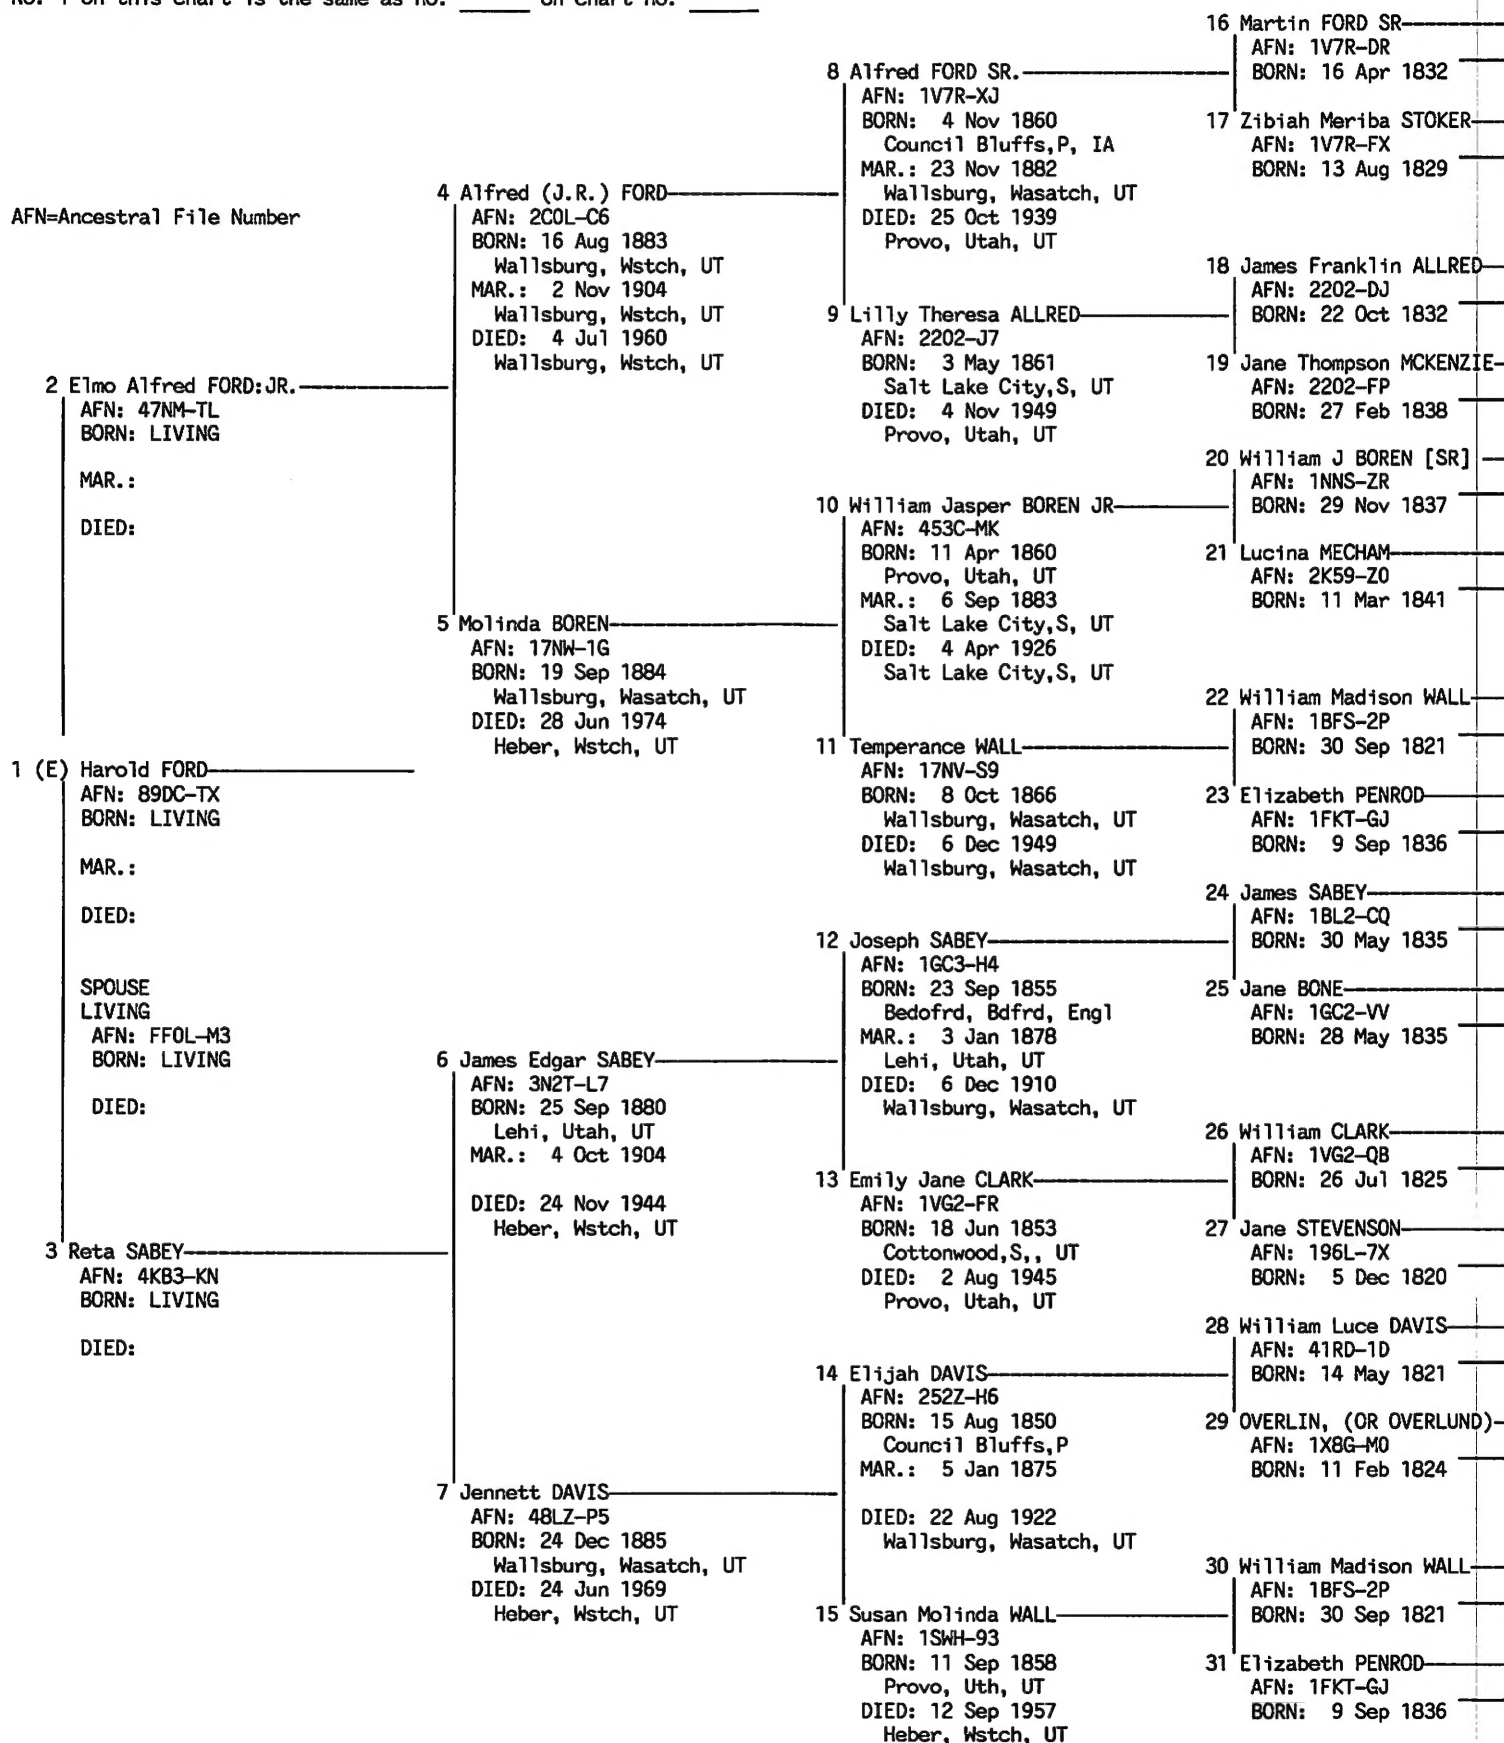 No. 1 on this chart is the same as no. ______ on chart no. ______
AFN=Ancestral File Number
1 (E) Harold FORD
AFN: 89DC-TX
BORN: LIVING
MAR.:
DIED:
SPOUSE
LIVING
AFN: FF0L-M3
BORN: LIVING
DIED:
2 Elmo Alfred FORD:JR.
AFN: 47NM-TL
BORN: LIVING
MAR.:
DIED:
3 Reta SABEY
AFN: 4KB3-KN
BORN: LIVING
DIED:
4 Alfred (J.R.) FORD
AFN: 2C0L-C6
BORN: 16 Aug 1883
Wallsburg, Wstch, UT
MAR.: 2 Nov 1904
Wallsburg, Wstch, UT
DIED: 4 Jul 1960
Wallsburg, Wstch, UT
5 Molinda BOREN
AFN: 17NW-1G
BORN: 19 Sep 1884
Wallsburg, Wasatch, UT
DIED: 28 Jun 1974
Heber, Wstch, UT
6 James Edgar SABEY
AFN: 3N2T-L7
BORN: 25 Sep 1880
Lehi, Utah, UT
MAR.: 4 Oct 1904
DIED: 24 Nov 1944
Heber, Wstch, UT
7 Jennett DAVIS
AFN: 48LZ-P5
BORN: 24 Dec 1885
Wallsburg, Wasatch, UT
DIED: 24 Jun 1969
Heber, Wstch, UT
8 Alfred FORD SR.
AFN: 1V7R-XJ
BORN: 4 Nov 1860
Council Bluffs,P, IA
MAR.: 23 Nov 1882
Wallsburg, Wasatch, UT
DIED: 25 Oct 1939
Provo, Utah, UT
9 Lilly Theresa ALLRED
AFN: 2202-J7
BORN: 3 May 1861
Salt Lake City,S, UT
DIED: 4 Nov 1949
Provo, Utah, UT
10 William Jasper BOREN JR
AFN: 453C-MK
BORN: 11 Apr 1860
Provo, Utah, UT
MAR.: 6 Sep 1883
Salt Lake City,S, UT
DIED: 4 Apr 1926
Salt Lake City,S, UT
11 Temperance WALL
AFN: 17NV-S9
BORN: 8 Oct 1866
Wallsburg, Wasatch, UT
DIED: 6 Dec 1949
Wallsburg, Wasatch, UT
12 Joseph SABEY
AFN: 1GC3-H4
BORN: 23 Sep 1855
Bedofrd, Bdfrd, Engl
MAR.: 3 Jan 1878
Lehi, Utah, UT
DIED: 6 Dec 1910
Wallsburg, Wasatch, UT
13 Emily Jane CLARK
AFN: 1VG2-FR
BORN: 18 Jun 1853
Cottonwood,S,, UT
DIED: 2 Aug 1945
Provo, Utah, UT
14 Elijah DAVIS
AFN: 252Z-H6
BORN: 15 Aug 1850
Council Bluffs,P
MAR.: 5 Jan 1875
DIED: 22 Aug 1922
Wallsburg, Wasatch, UT
15 Susan Molinda WALL
AFN: 1SWH-93
BORN: 11 Sep 1858
Provo, Uth, UT
DIED: 12 Sep 1957
Heber, Wstch, UT
16 Martin FORD SR
AFN: 1V7R-DR
BORN: 16 Apr 1832
17 Zibiah Meriba STOKER
AFN: 1V7R-FX
BORN: 13 Aug 1829
18 James Franklin ALLRED
AFN: 2202-DJ
BORN: 22 Oct 1832
19 Jane Thompson MCKENZIE
AFN: 2202-FP
BORN: 27 Feb 1838
20 William J BOREN [SR]
AFN: 1NNS-ZR
BORN: 29 Nov 1837
21 Lucina MECHAM
AFN: 2K59-Z0
BORN: 11 Mar 1841
22 William Madison WALL
AFN: 1BFS-2P
BORN: 30 Sep 1821
23 Elizabeth PENROD
AFN: 1FKT-GJ
BORN: 9 Sep 1836
24 James SABEY
AFN: 1BL2-CQ
BORN: 30 May 1835
25 Jane BONE
AFN: 1GC2-VV
BORN: 28 May 1835
26 William CLARK
AFN: 1VG2-QB
BORN: 26 Jul 1825
27 Jane STEVENSON
AFN: 196L-7X
BORN: 5 Dec 1820
28 William Luce DAVIS
AFN: 41RD-1D
BORN: 14 May 1821
29 OVERLIN, (OR OVERLUND)
AFN: 1X8G-M0
BORN: 11 Feb 1824
30 William Madison WALL
AFN: 1BFS-2P
BORN: 30 Sep 1821
31 Elizabeth PENROD
AFN: 1FKT-GJ
BORN: 9 Sep 1836